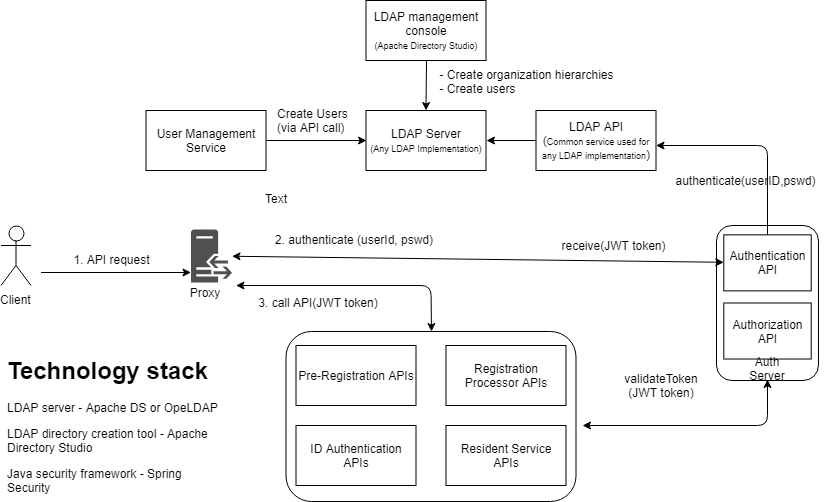 LDAP management
console
(Apache Directory Studio)
- Create organization hierarchies
- Create users
User Management
Service
Create Users
(via API call)
LDAP Server
(Any LDAP Implementation)
LDAP API
(Common service used for
any LDAP implementation)
authenticate(userID,pswd)
Text
1. API request
Client
Proxy
2. authenticate (userId, pswd)
receive(JWT token)
3. call API(JWT token)
Authentication
API
Authorization
API
Auth
Server
validateToken
(JWT token)
Pre-Registration APIs
Registration
Processor APIs
ID Authentication
APIs
Resident Service
APIs
Technology stack
LDAP server - Apache DS or OpeLDAP
LDAP directory creation tool - Apache
Directory Studio
Java security framework - Spring
Security